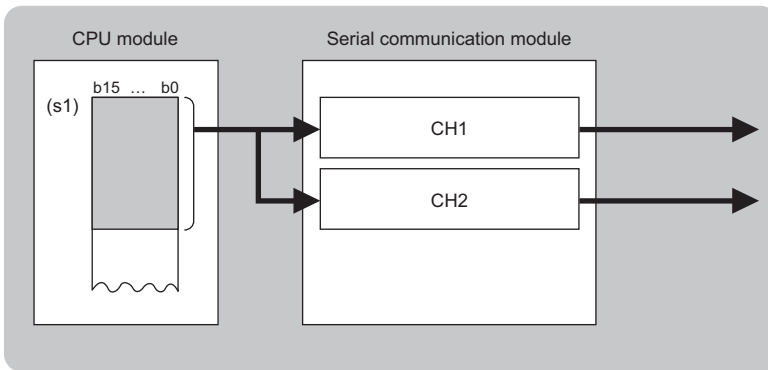 CPU module
Serial communication module
b15 … b0
(s1)
CH1
CH2